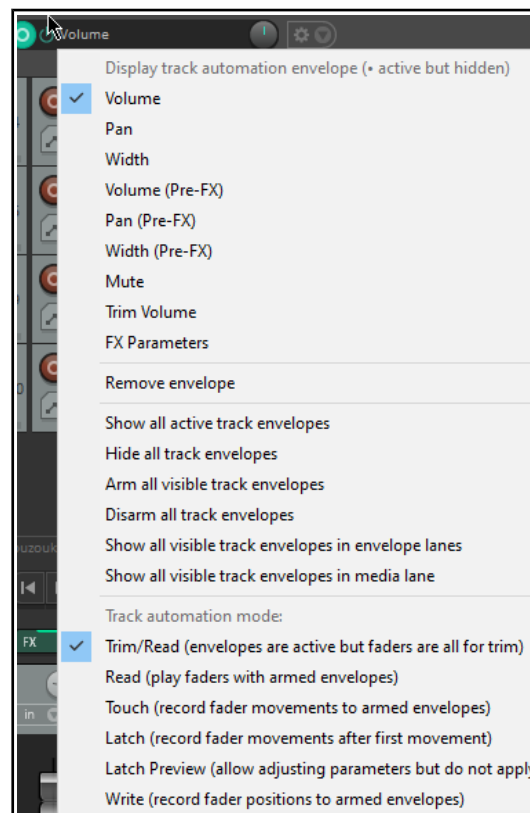 Volume
Display track automation envelope (• active but hidden)
Volume
Pan
Width
Volume (Pre-FX)
Pan (Pre-FX)
Width (Pre-FX)
Mute
Trim Volume
FX Parameters
Remove envelope
Show all active track envelopes
Hide all track envelopes
Arm all visible track envelopes
Disarm all track envelopes
Show all visible track envelopes in envelope lanes
Show all visible track envelopes in media lane
Track automation mode:
FX
Trim/Read (envelopes are active but faders are all for trim)
Read (play faders with armed envelopes)
Touch (record fader movements to armed envelopes)
in
Latch (record fader movements after first movement)
Latch Preview (allow adjusting parameters but do not apply
Write (record fader positions to armed envelopes)